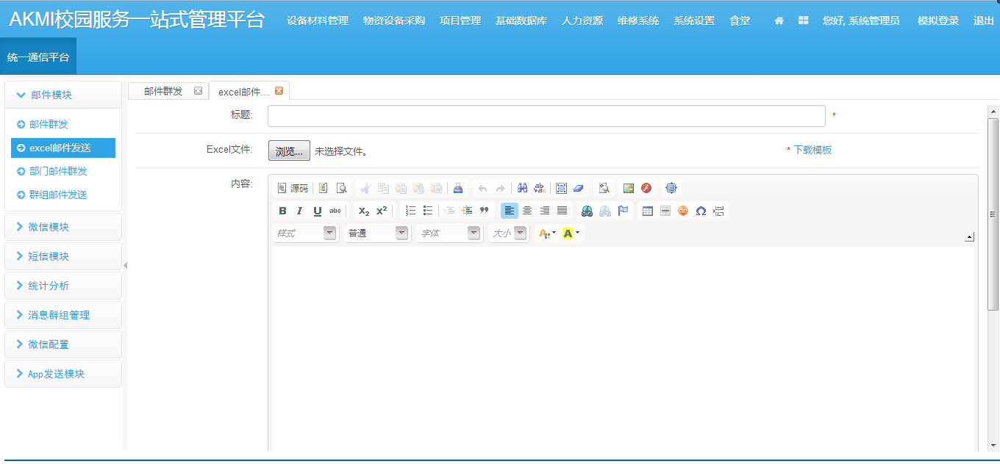 AKMI校园服务一站式管理平台 设备材料管理 物资设备采购 项目管理 基础数据库 人力资源 维修系统 系统设置 食堂 您好, 系统管理员 模拟登录 退出
统一通信平台
邮件模块
邮件群发
excel邮件发送
部门邮件群发
群组邮件发送
微信模块
短信模块
统计分析
消息群组管理
微信配置
App发送模块
邮件群发 excel邮件...
标题: *
Excel文件: 浏览... 未选择文件。 * 下载模板
内容: 源码
B I U abc X2 X²
样式 普通 字体 大小 A A